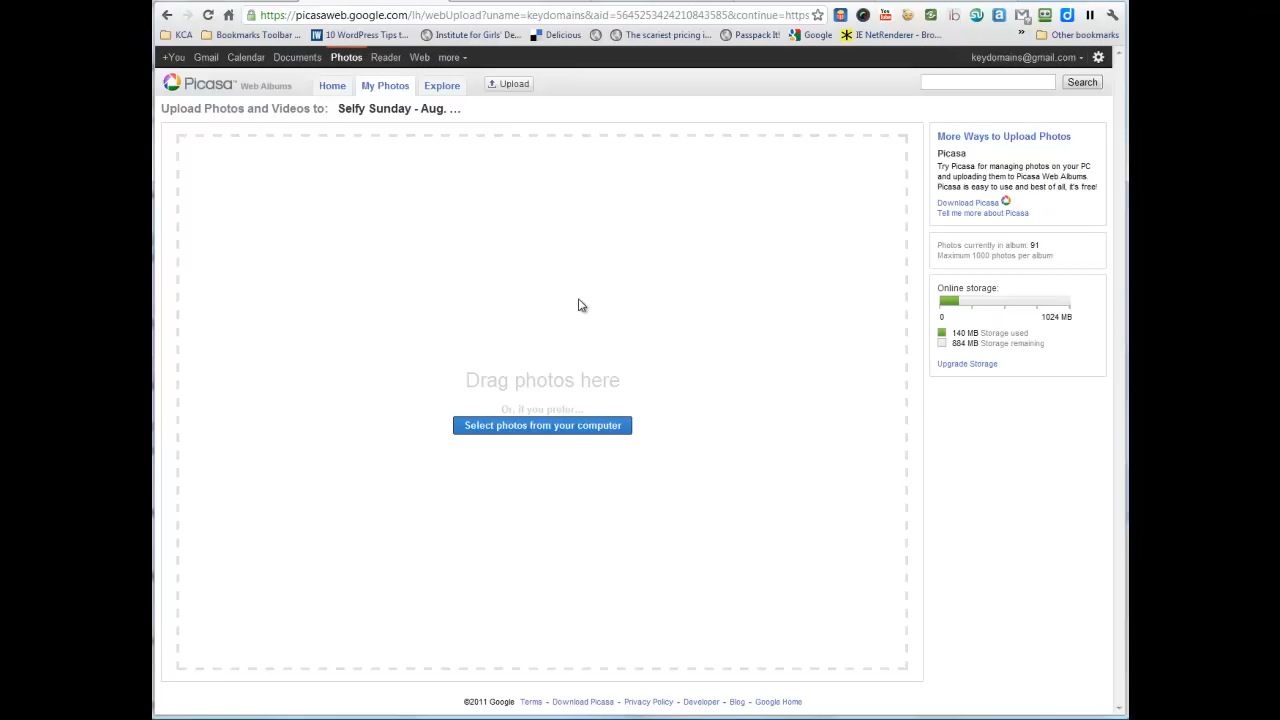 https://picasaweb.google.com/lh/webUpload?uname=keydomains&aid=5645253424210843585&continue=https
KCA Bookmarks Toolbar ... 10 WordPress Tips t... Institute for Girls' De... Delicious The scariest pricing i... Passpack It! Google NetRenderer - Bro... » Other bookmarks
+You Gmail Calendar Documents Photos Reader Web more keydomains@gmail.com
Picasa™ Web Albums Home My Photos Explore Upload Search
Upload Photos and Videos to: Selfy Sunday - Aug. ...
More Ways to Upload Photos
Picasa
Try Picasa for managing photos on your PC
and uploading them to Picasa Web Albums.
Picasa is easy to use and best of all, it's free!
Download Picasa
Tell me more about Picasa
Photos currently in album: 91
Maximum 1000 photos per album
Online storage:
0 1024 MB
140 MB Storage used
884 MB Storage remaining
Upgrade Storage
Drag photos here
Or, if you prefer...
Select photos from your computer
©2011 Google Terms - Download Picasa - Privacy Policy - Developer - Blog - Google Home